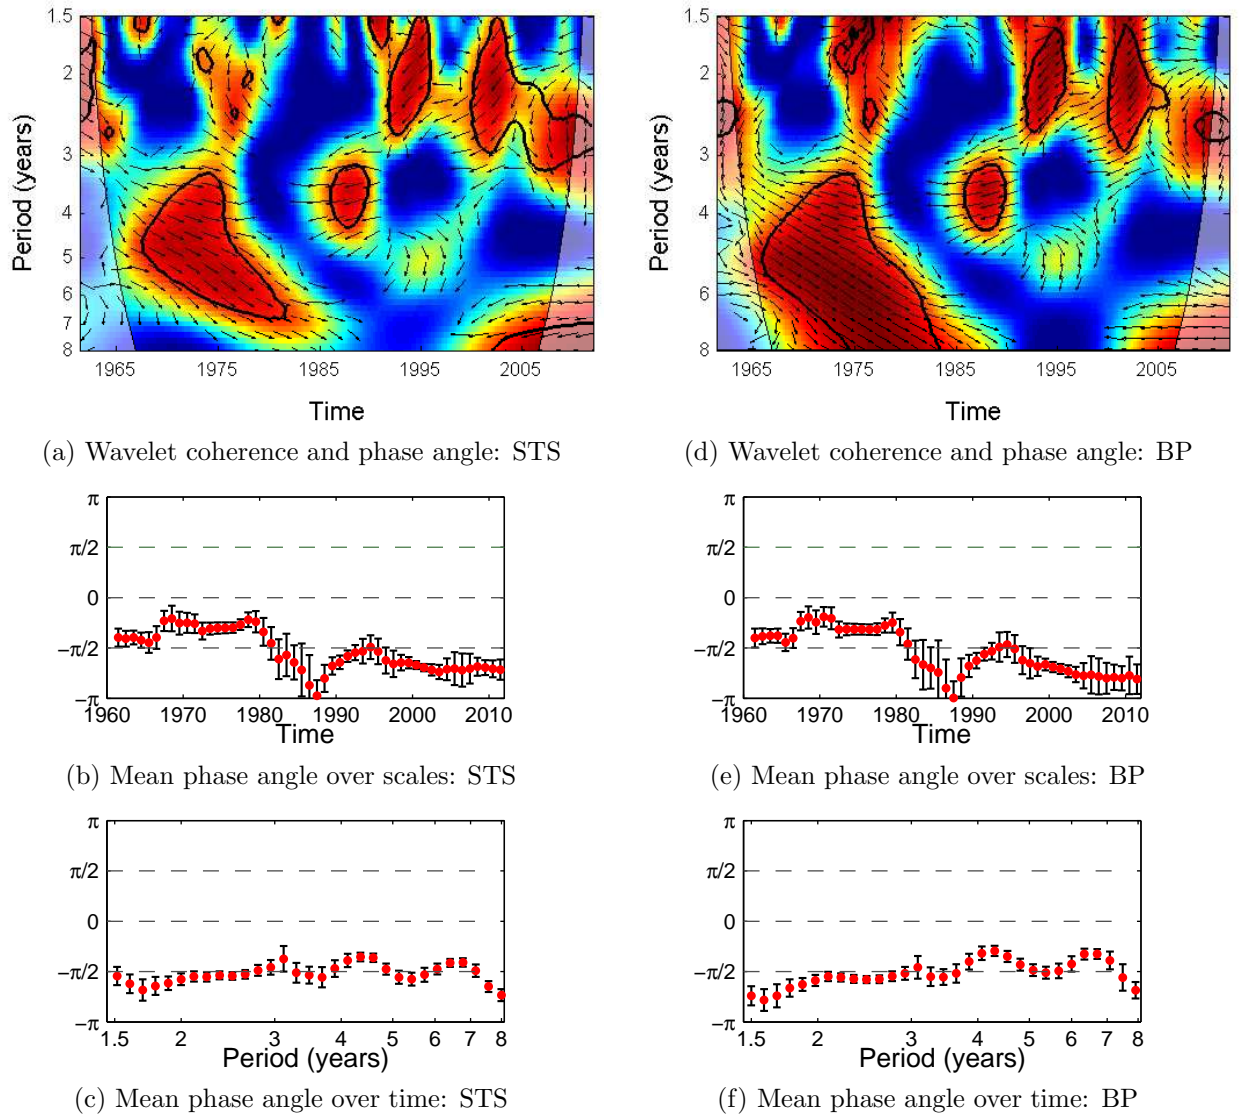 1.5
2
3
4
5
6
7
8
Period (years)
1965 1975 1985 1995 2005
Time
(a) Wavelet coherence and phase angle: STS
1.5
2
3
4
5
6
7
8
Period (years)
1965 1975 1985 1995 2005
Time
(d) Wavelet coherence and phase angle: BP
π
π/2
0
−π/2
−π
1960 1970 1980 1990 2000 2010
Time
(b) Mean phase angle over scales: STS
π
π/2
0
−π/2
−π
1960 1970 1980 1990 2000 2010
Time
(e) Mean phase angle over scales: BP
π
π/2
0
−π/2
−π
1.5 2 3 4 5 6 7 8
Period (years)
(c) Mean phase angle over time: STS
π
π/2
0
−π/2
−π
1.5 2 3 4 5 6 7 8
Period (years)
(f) Mean phase angle over time: BP